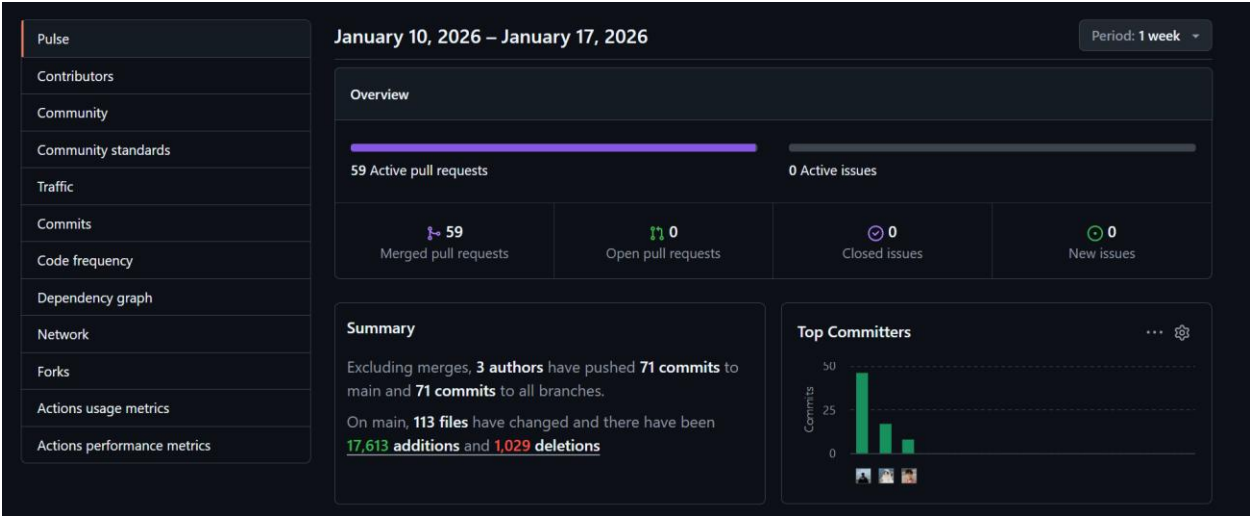 Pulse
Contributors
Community
Community standards
Traffic
Commits
Code frequency
Dependency graph
Network
Forks
Actions usage metrics
Actions performance metrics
January 10, 2026 – January 17, 2026
Period: 1 week
Overview
59 Active pull requests
0 Active issues
59
Merged pull requests
0
Open pull requests
0
Closed issues
0
New issues
Summary
Excluding merges, 3 authors have pushed 71 commits to
main and 71 commits to all branches.
On main, 113 files have changed and there have been
17,613 additions and 1,029 deletions
Top Committers
Commits
50
25
0